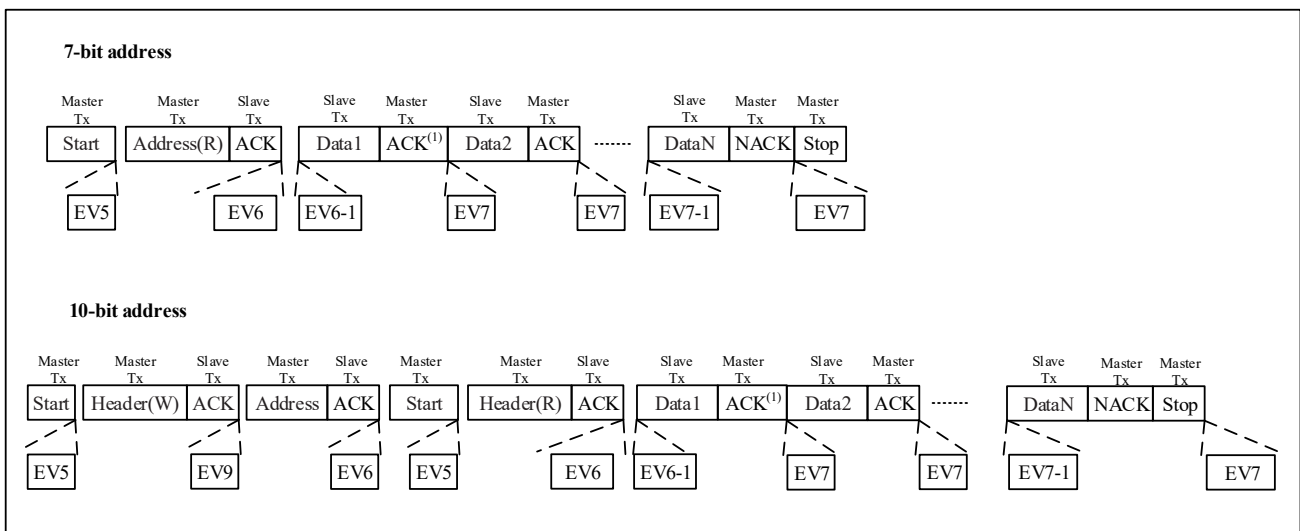 7-bit address
Master Master Slave Slave Master Slave Master Slave Master Master
Tx Tx Tx Tx Tx Tx Tx Tx Tx Tx
Start Address(R) ACK Data1 ACK(1) Data2 ACK ........ DataN NACK Stop
EV5 EV6 EV6-1 EV7 EV7 EV7-1 EV7
10-bit address
Master Master Slave Master Slave Master Master Slave Slave Master Slave Master Slave Master Master
Tx Tx Tx Tx Tx Tx Tx Tx Tx Tx Tx Tx Tx Tx Tx
Start Header(W) ACK Address ACK Start Header(R) ACK Data1 ACK(1) Data2 ACK ........ DataN NACK Stop
EV5 EV9 EV6 EV5 EV6 EV6-1 EV7 EV7 EV7-1 EV7